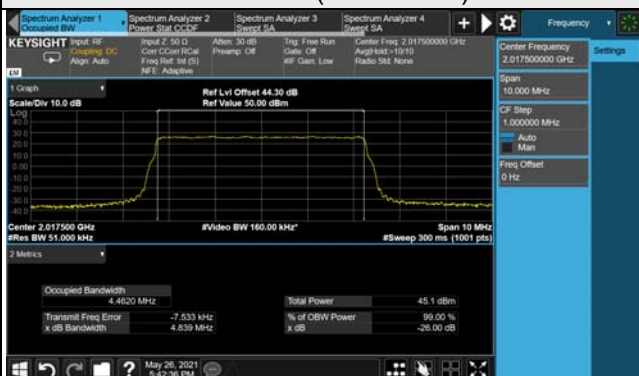 Spectrum Analyzer 1
Occupied BW
Spectrum Analyzer 2
Power Stat CCDF
Spectrum Analyzer 3
Swept SA
Spectrum Analyzer 4
Swept SA
+
Frequency
KEYSIGHT
Input: RF
Coupling: DC
Align: Auto
Input Z: 50 Ω
Corr CCorr RCal
Freq Ref: Int (S)
NFE: Adaptive
Atten: 30 dB
Preamp: Off
Trig: Free Run
Gate: Off
#IF Gain: Low
Center Freq: 2.017500000 GHz
Avg|Hold:>10/10
Radio Std: None
LXI
Center Frequency
2.017500000 GHz
Settings
Span
10.000 MHz
CF Step
1.000000 MHz
Auto
Man
Freq Offset
0 Hz
1 Graph
Scale/Div 10.0 dB
Ref Lvl Offset 44.30 dB
Ref Value 50.00 dBm
Log
40.0
30.0
20.0
10.0
0.00
-10.0
-20.0
-30.0
-40.0
Center 2.017500 GHz
#Res BW 51.000 kHz
#Video BW 160.00 kHz*
Span 10 MHz
#Sweep 300 ms (1001 pts)
2 Metrics
Occupied Bandwidth
4.4620 MHz
Total Power
45.1 dBm
Transmit Freq Error
-7.533 kHz
% of OBW Power
99.00 %
x dB Bandwidth
4.839 MHz
x dB
-26.00 dB
?
May 26, 2021
5:42:36 PM